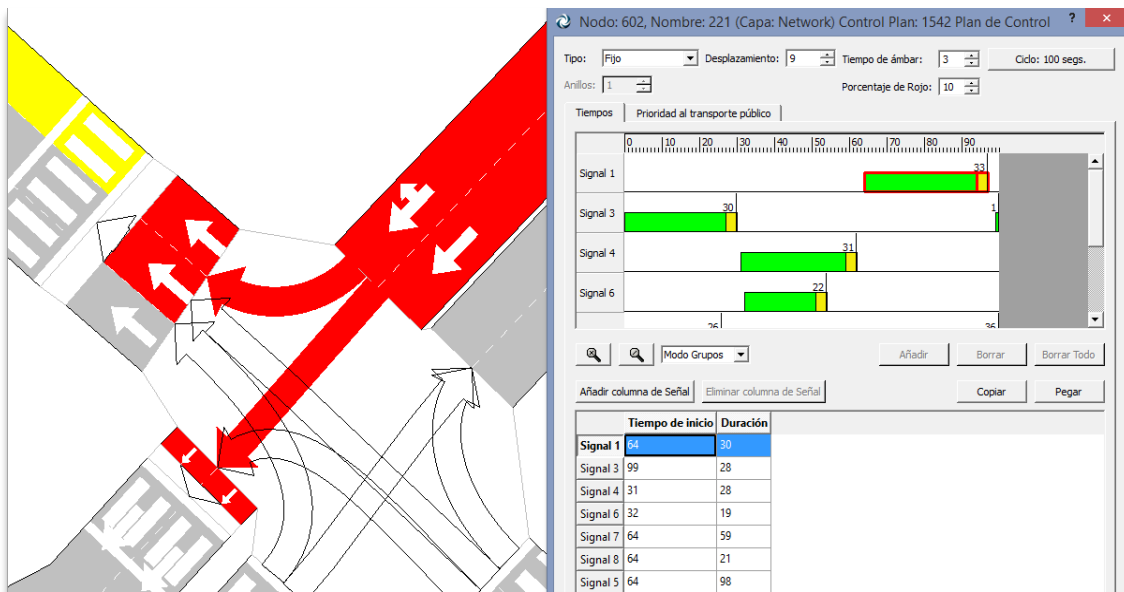 Nodo: 602, Nombre: 221 (Capa: Network) Control Plan: 1542 Plan de Control ? ×
Tipo: Fijo Desplazamiento: 9 Tiempo de ámbar: 3 Ciclo: 100 segs.
Anillos: 1 Porcentaje de Rojo: 10
Tiempos Prioridad al transporte público
0 10 20 30 40 50 60 70 80 90
Signal 1 33
Signal 3 30 1
Signal 4 31
Signal 6 22
26 36
Modo Grupos Añadir Borrar Borrar Todo
Añadir columna de Señal Eliminar columna de Señal Copiar Pegar
Tiempo de inicio Duración
Signal 1 64 30
Signal 3 99 28
Signal 4 31 28
Signal 6 32 19
Signal 7 64 59
Signal 8 64 21
Signal 5 64 98